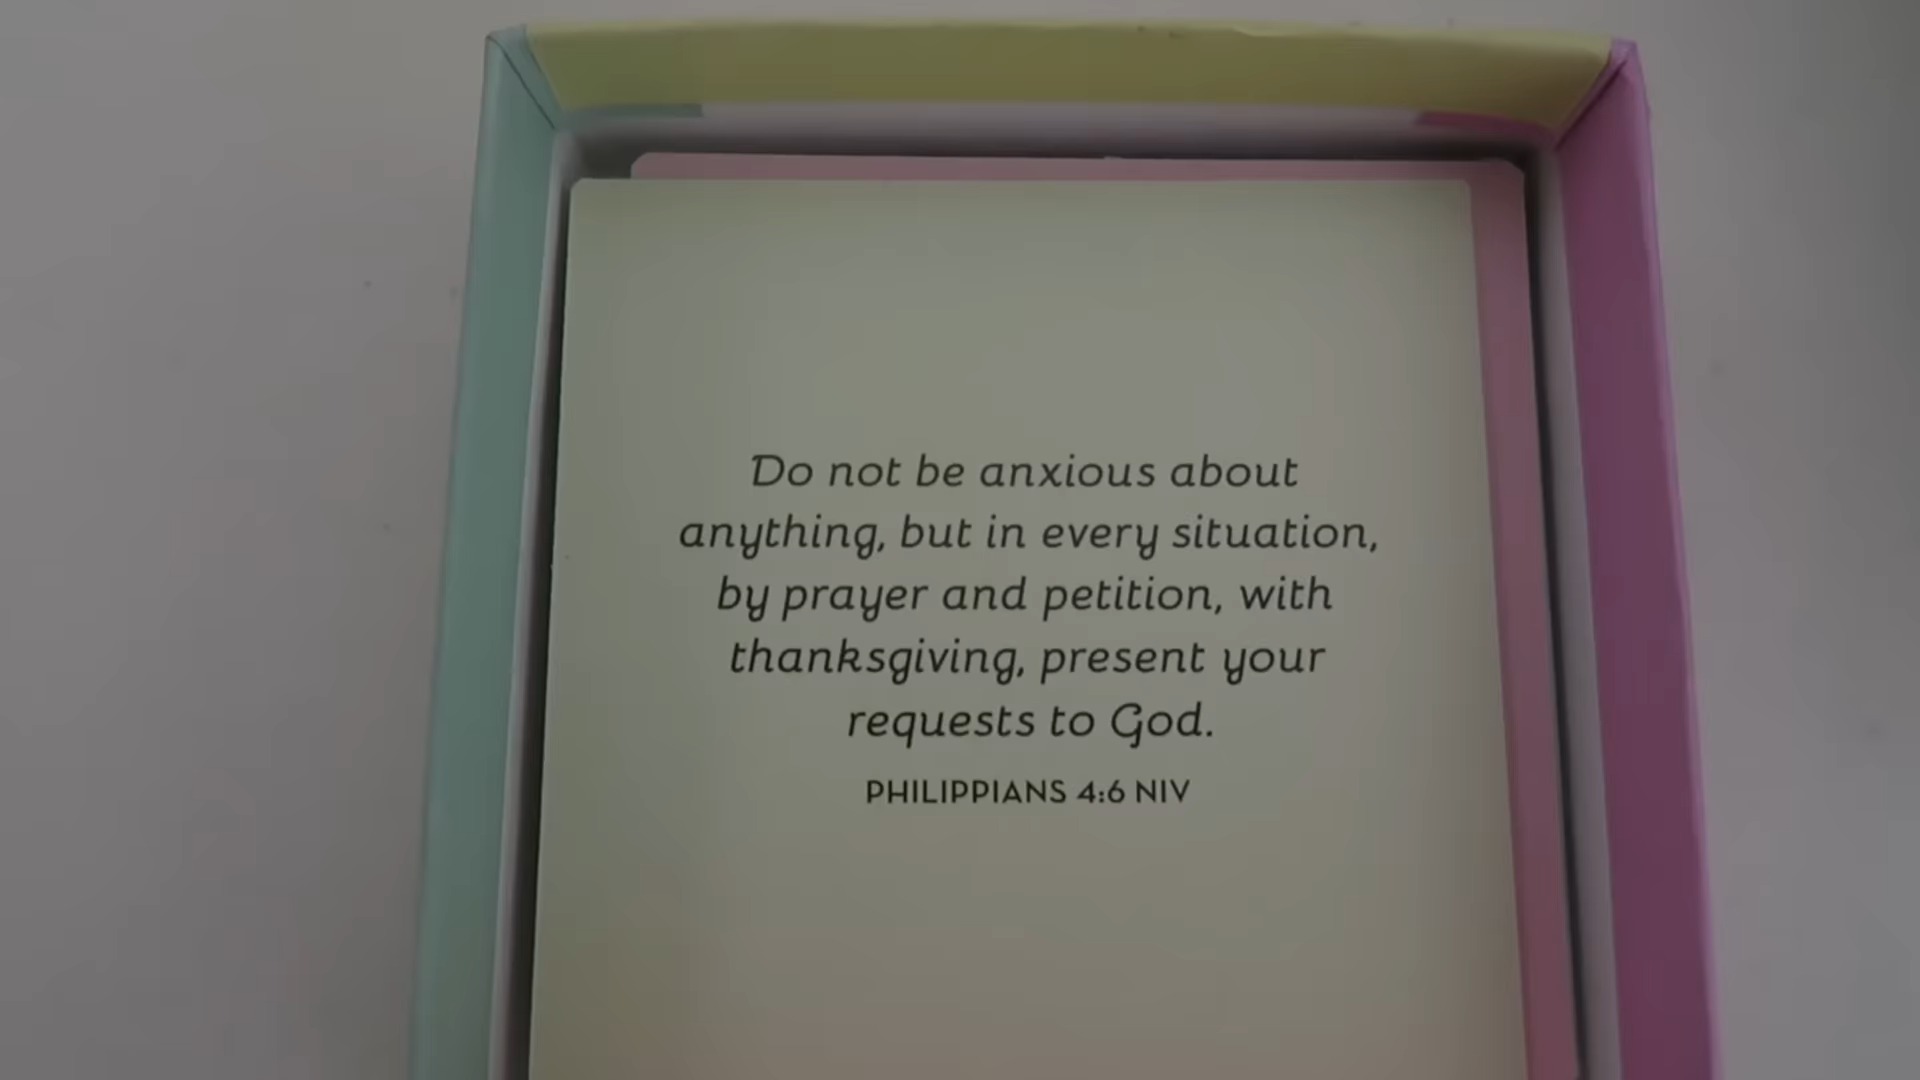 Do not be anxious about
anything, but in every situation,
by prayer and petition, with
thanksgiving, present your
requests to God.
PHILIPPIANS 4:6 NIV